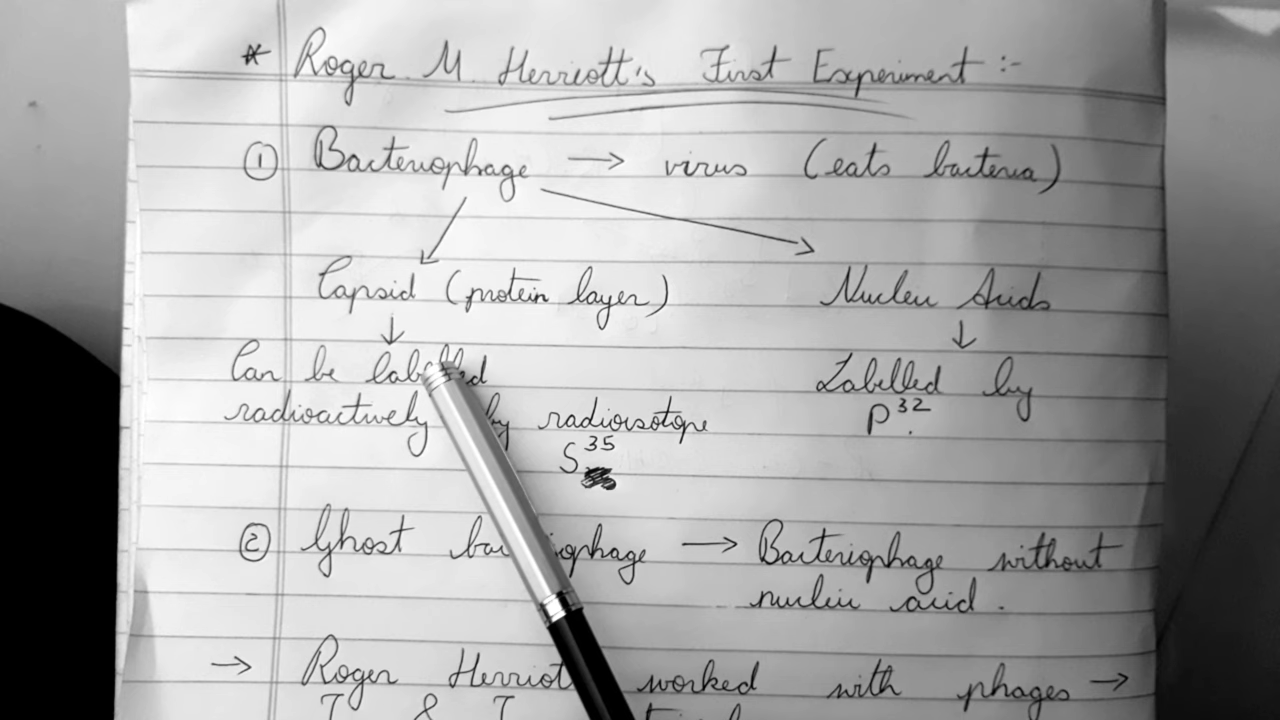 * Roger M. Herriott's First Experiment :-
① Bacteriophage → virus (eats bacteria)
Capsid (protein layer) Nucleic Acids
↓ ↓
Can be labelled Labelled by
radioactively by radioisotope P³²
S³⁵
② Ghost bacteriophage → Bacteriophage without
nucleic acid.
→ Roger Herriott worked with phages →
T & T